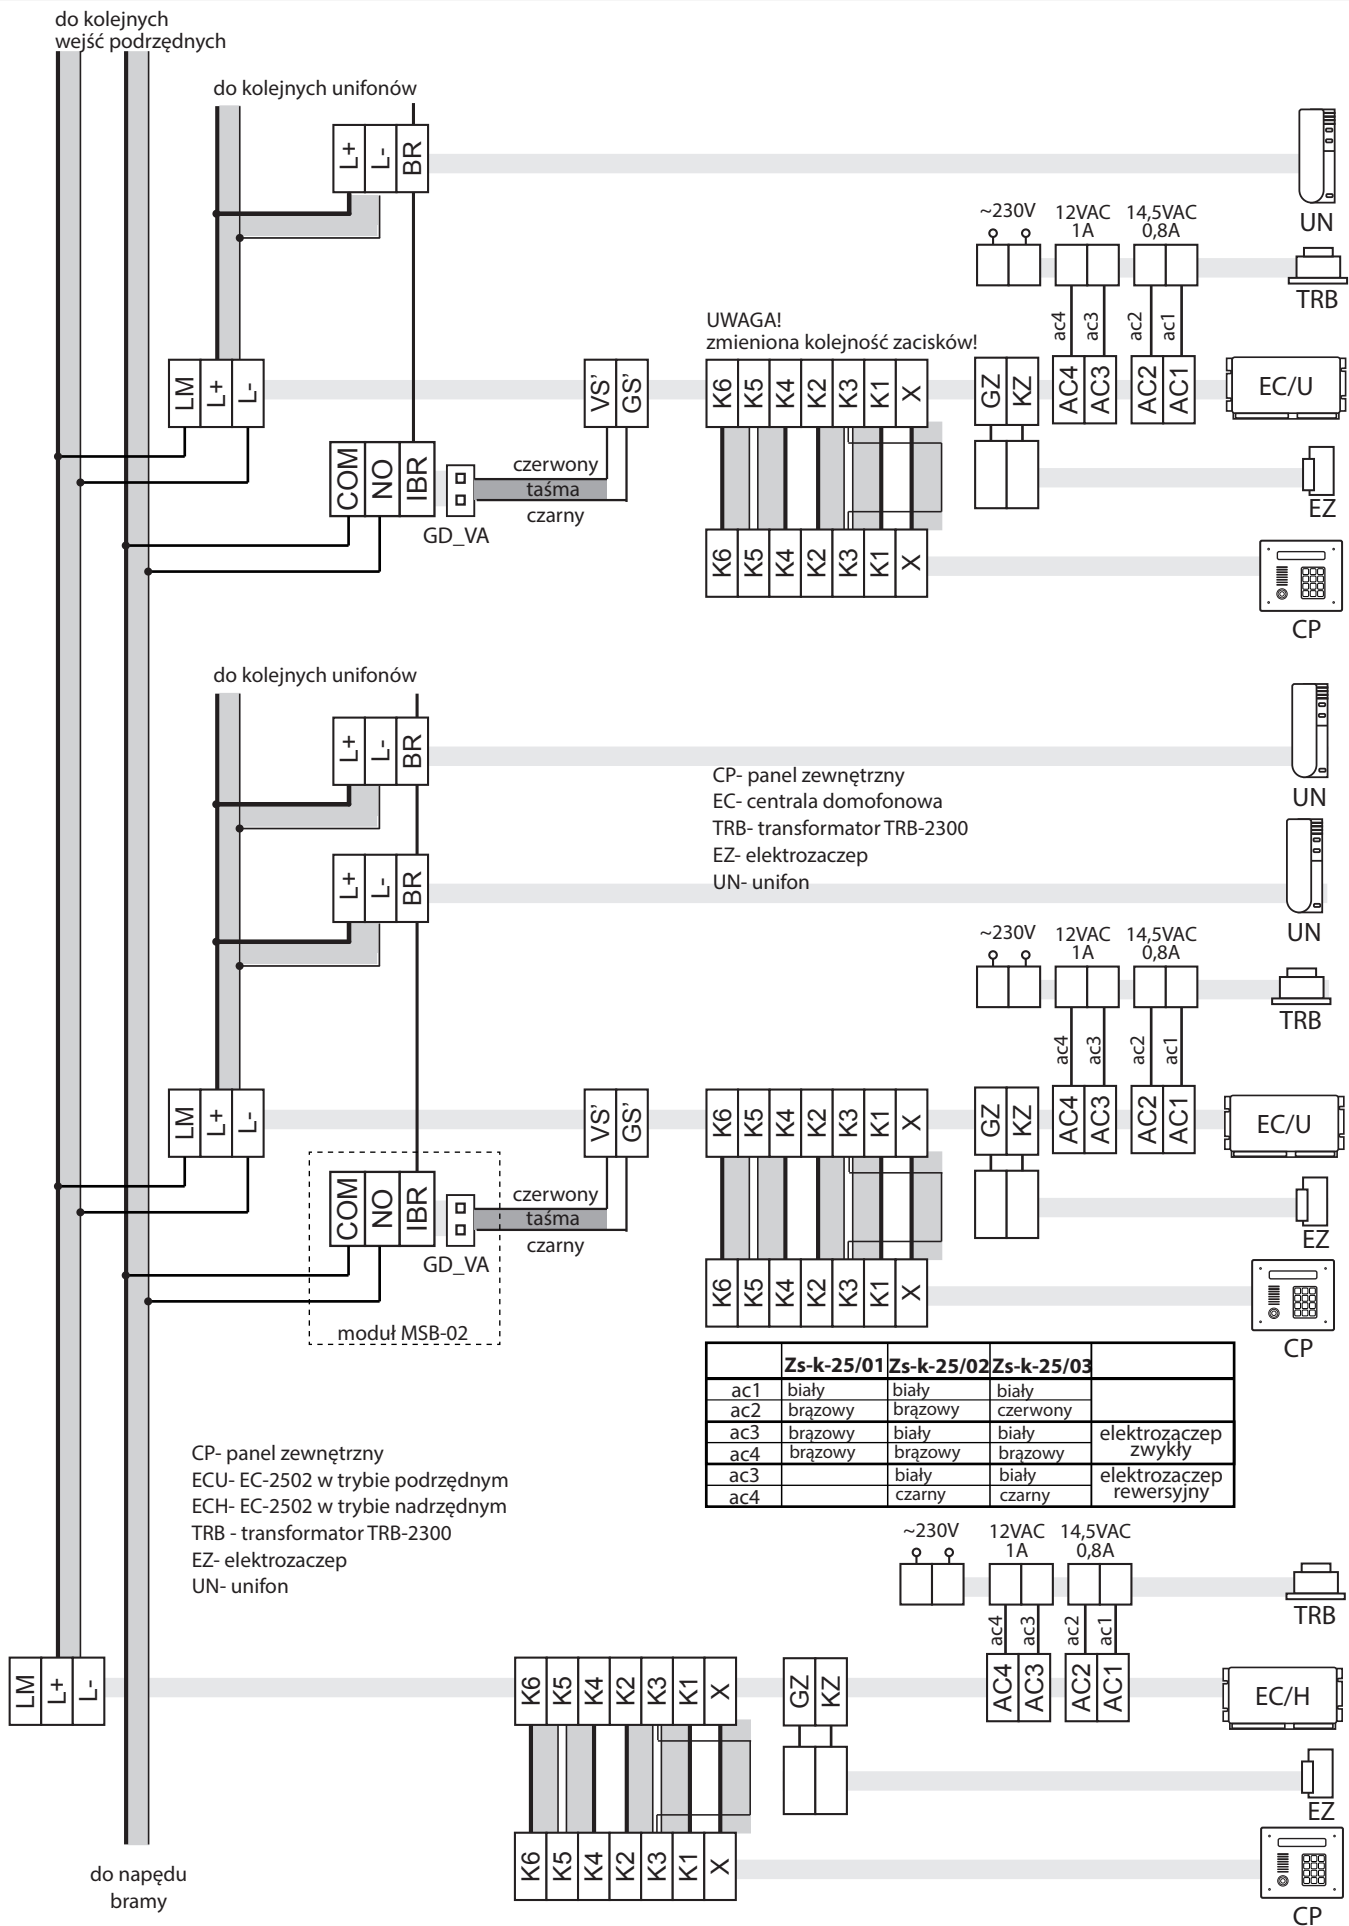 do kolejnych
wejść podrzędnych
do kolejnych unifonów
L+ L- BR
UN
~230V 12VAC 14,5VAC
1A 0,8A
TRB
ac4 ac3 ac2 ac1
UWAGA!
zmieniona kolejność zacisków!
LM L+ L- VS' GS' K6 K5 K4 K2 K3 K1 X GZ KZ AC4 AC3 AC2 AC1 EC/U
COM NO IBR
czerwony
taśma
czarny
GD_VA
EZ
K6 K5 K4 K2 K3 K1 X
CP
do kolejnych unifonów
L+ L- BR
UN
CP- panel zewnętrzny
EC- centrala domofonowa
TRB- transformator TRB-2300
EZ- elektrozaczep
UN- unifon
L+ L- BR
UN
~230V 12VAC 14,5VAC
1A 0,8A
TRB
ac4 ac3 ac2 ac1
LM L+ L- VS' GS' K6 K5 K4 K2 K3 K1 X GZ KZ AC4 AC3 AC2 AC1 EC/U
COM NO IBR
czerwony
taśma
czarny
GD_VA
EZ
K6 K5 K4 K2 K3 K1 X
moduł MSB-02
CP
Zs-k-25/01 Zs-k-25/02 Zs-k-25/03
ac1 biały biały biały
ac2 brązowy brązowy czerwony
ac3 brązowy biały biały elektrozaczep
ac4 brązowy brązowy brązowy zwykły
ac3 biały biały elektrozaczep
ac4 czarny czarny rewersyjny
CP- panel zewnętrzny
ECU- EC-2502 w trybie podrzędnym
ECH- EC-2502 w trybie nadrzędnym
TRB - transformator TRB-2300
EZ- elektrozaczep
UN- unifon
~230V 12VAC 14,5VAC
1A 0,8A
TRB
ac4 ac3 ac2 ac1
LM L+ L- K6 K5 K4 K2 K3 K1 X GZ KZ AC4 AC3 AC2 AC1 EC/H
EZ
K6 K5 K4 K2 K3 K1 X
CP
do napędu
bramy